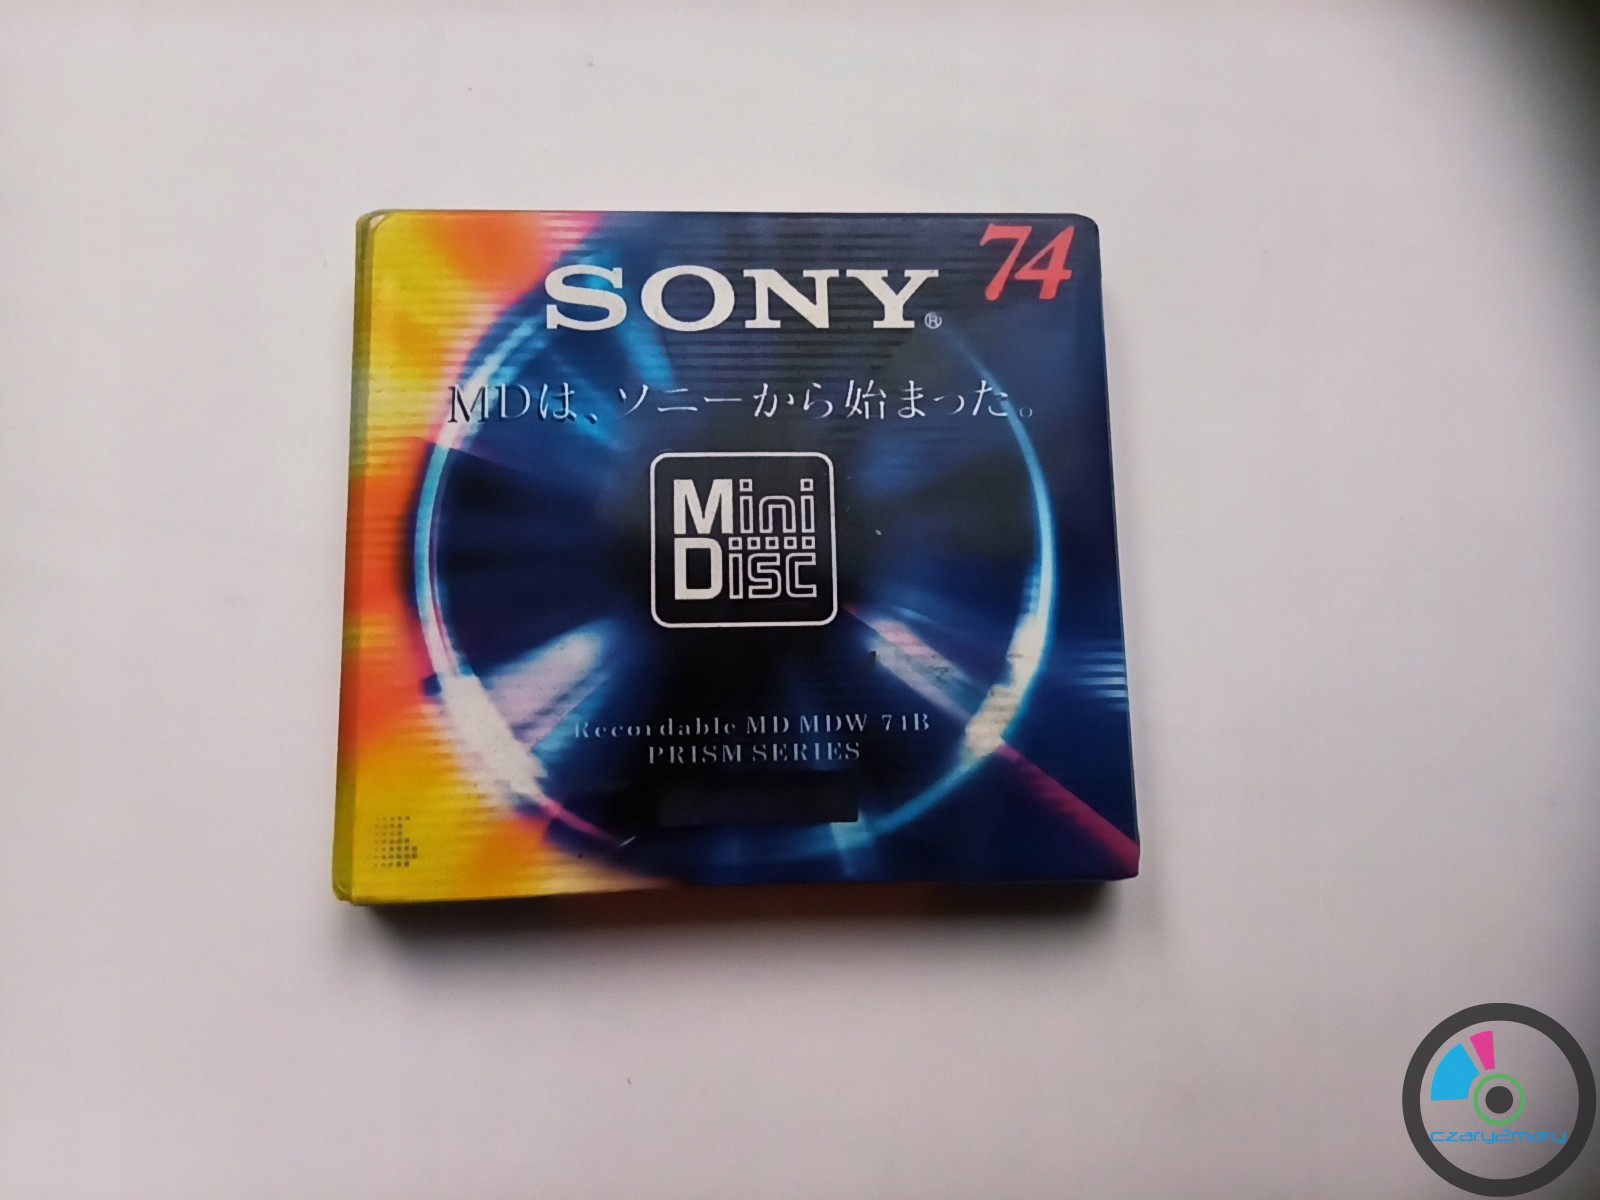 SONY®
74
MDは、ソニーから始まった。
Mini
Disc
Recordable MD MDW 74B
PRISM SERIES
czary2mary